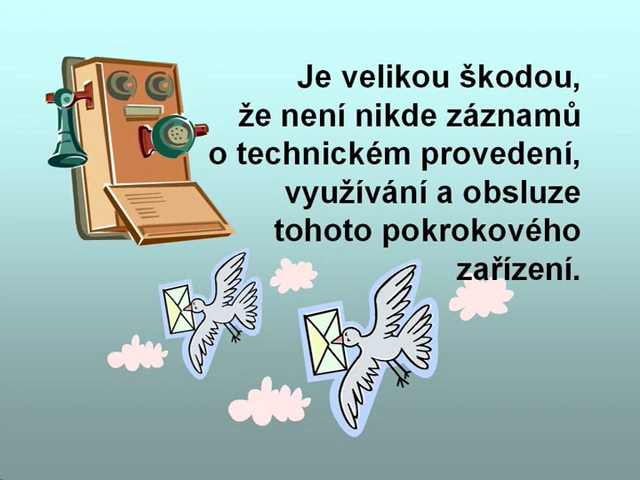 Je velikou škodou,
že není nikde záznamů
o technickém provedení,
využívání a obsluze
tohoto pokrokového
zařízení.